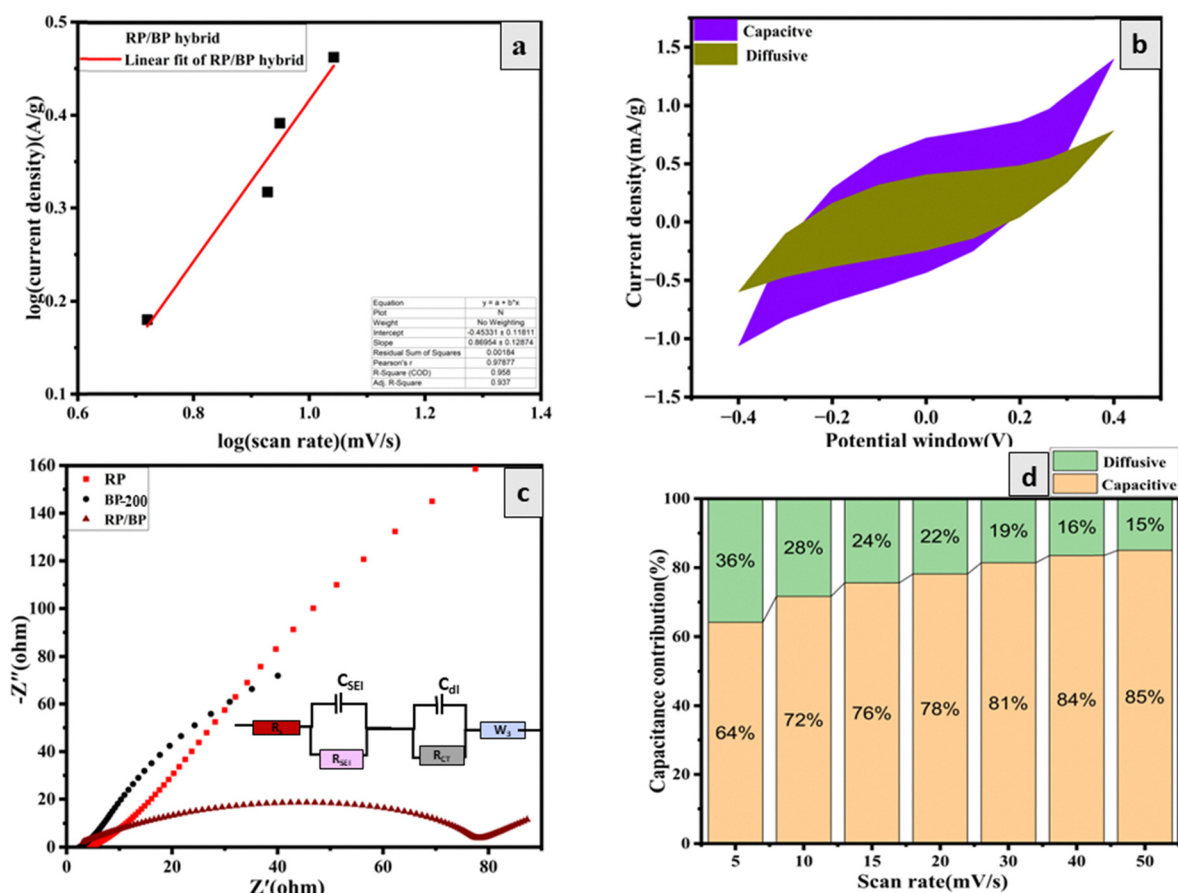 RP/BP hybrid
Linear fit of RP/BP hybrid
a
log(current density)(A/g)
0.5
0.4
0.3
0.2
0.1
0.6
0.8
1.0
1.2
1.4
log(scan rate)(mV/s)
Equation y = a + b*x
Plot N
Weight No Weighting
Intercept -0.45331 ± 0.11811
Slope 0.86954 ± 0.12874
Residual Sum of Squares 0.00184
Pearson's r 0.97877
R-Square (COD) 0.958
Adj. R-Square 0.937
Capacitve
Diffusive
b
Current density(mA/g)
1.5
1.0
0.5
0.0
−0.5
−1.0
−1.5
−0.4
−0.2
0.0
0.2
0.4
Potential window(V)
RP
BP-200
RP/BP
c
-Z″(ohm)
160
140
120
100
80
60
40
20
0
0
20
40
60
80
Z′(ohm)
C_SEI
C_dl
R_SEI
R_CT
W_3
d
Diffusive
Capacitive
Capacitance contribution(%)
100
80
60
40
20
0
36% 28% 24% 22% 19% 16% 15%
64% 72% 76% 78% 81% 84% 85%
5 10 15 20 30 40 50
Scan rate(mV/s)